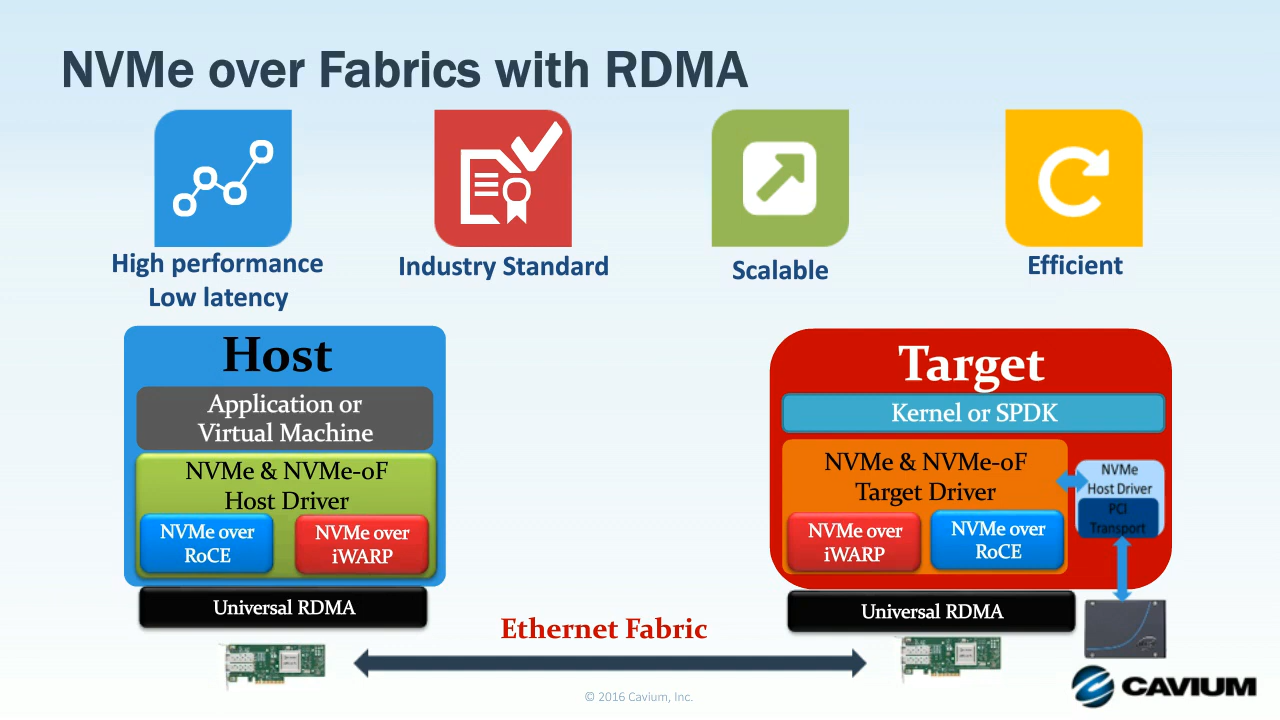 NVMe over Fabrics with RDMA
High performance
Low latency
Industry Standard
Scalable
Efficient
Host
Application or
Virtual Machine
NVMe & NVMe-oF
Host Driver
NVMe over
RoCE
NVMe over
iWARP
Universal RDMA
Ethernet Fabric
Target
Kernel or SPDK
NVMe & NVMe-oF
Target Driver
NVMe over
iWARP
NVMe over
RoCE
NVMe
Host Driver
PCI
Transport
Universal RDMA
© 2016 Cavium, Inc.
CAVIUM